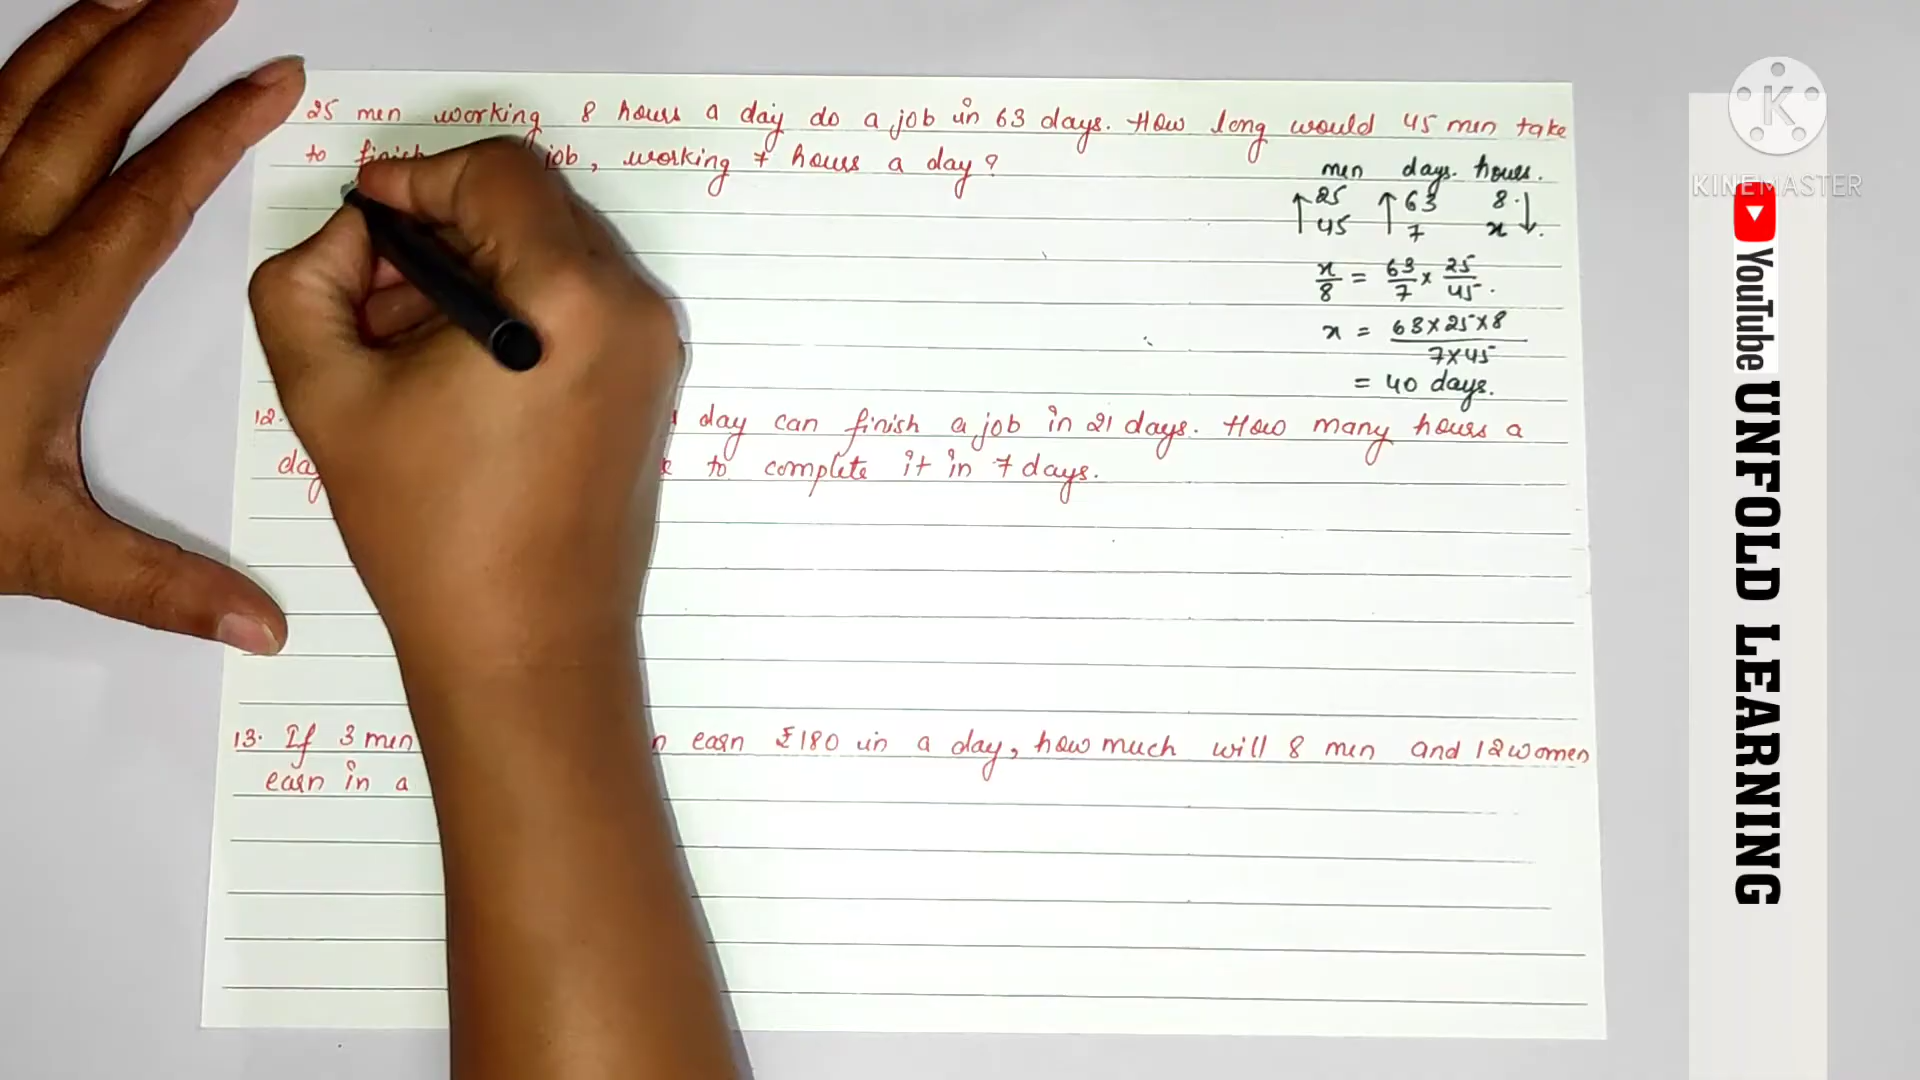 25 men working 8 hours a day do a job in 63 days. How long would 45 men take
to finish job, working 7 hours a day?
men days. hours.
25 63 8.
45 7 x
x/8 = 63/7 x 25/45.
x = 63x25x8
7x45
= 40 days.
12. day can finish a job in 21 days. How many hours a
to complete it in 7 days.
13. If 3 men earn ₹180 in a day, how much will 8 men and 12 women
earn in a
K
KINEMASTER
YouTube
UNFOLD LEARNING